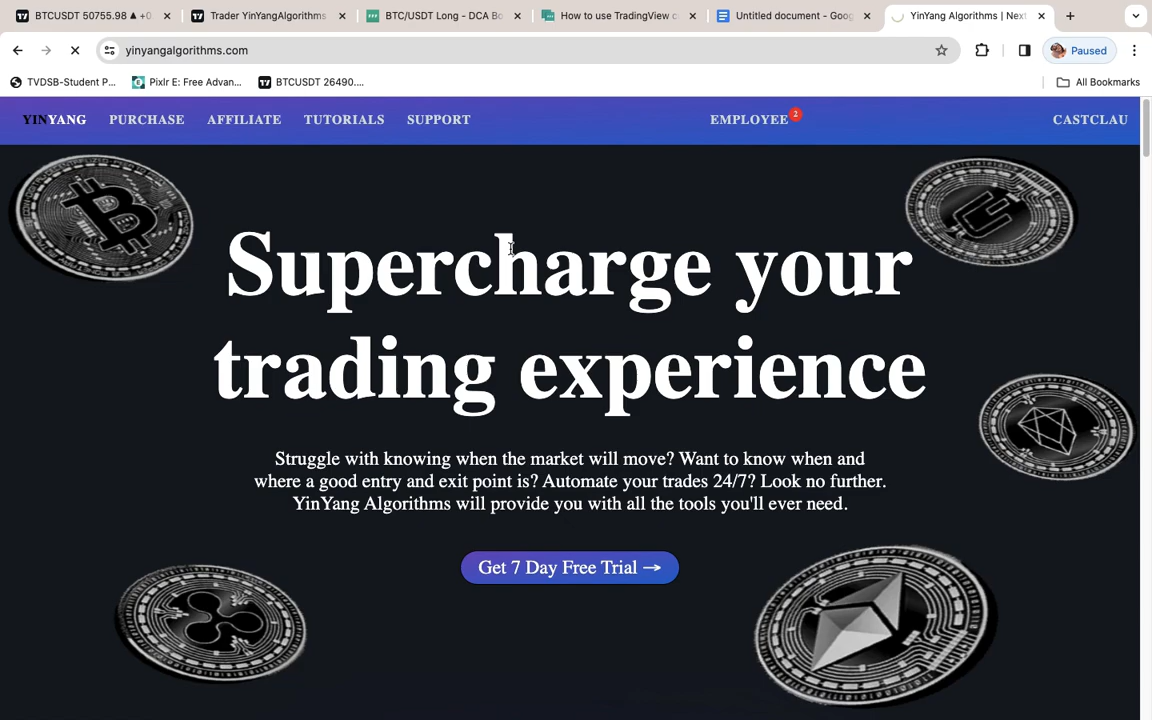 BTCUSDT 50755.98 ▲ +0
Trader YinYangAlgorithms
BTC/USDT Long - DCA Bo
How to use TradingView c
Untitled document - Goog
YinYang Algorithms | Next
yinyangalgorithms.com
Paused
TVDSB-Student P...
Pixlr E: Free Advan...
BTCUSDT 26490....
All Bookmarks
YINYANG PURCHASE AFFILIATE TUTORIALS SUPPORT EMPLOYEE 2 CASTCLAU
Supercharge your
trading experience
Struggle with knowing when the market will move? Want to know when and
where a good entry and exit point is? Automate your trades 24/7? Look no further.
YinYang Algorithms will provide you with all the tools you'll ever need.
Get 7 Day Free Trial →